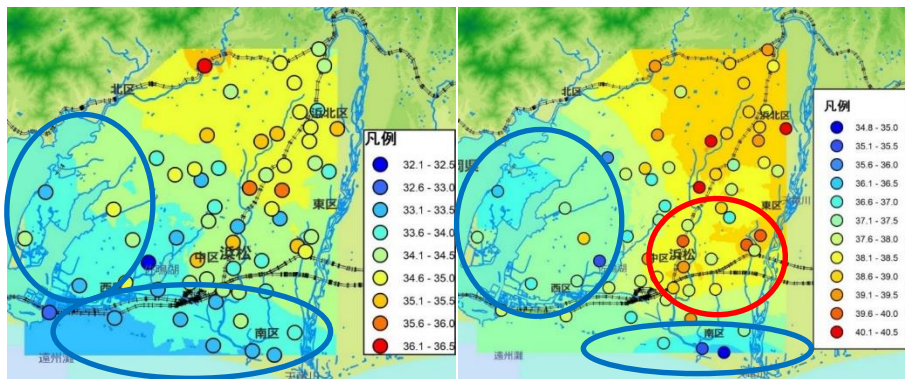 北区
浜北区
凡例
32.1 - 32.5
32.6 - 33.0
33.1 - 33.5
33.6 - 34.0
34.1 - 34.5
34.6 - 35.0
35.1 - 35.5
35.6 - 36.0
36.1 - 36.5
東区
浜松
中区
西区
南区
遠州灘
北区
浜北区
凡例
34.8 - 35.0
35.1 - 35.5
35.6 - 36.0
36.1 - 36.5
36.6 - 37.0
37.1 - 37.5
37.6 - 38.0
38.1 - 38.5
38.6 - 39.0
39.1 - 39.5
39.6 - 40.0
40.1 - 40.5
東区
浜松
中区
西区
南区
遠州灘